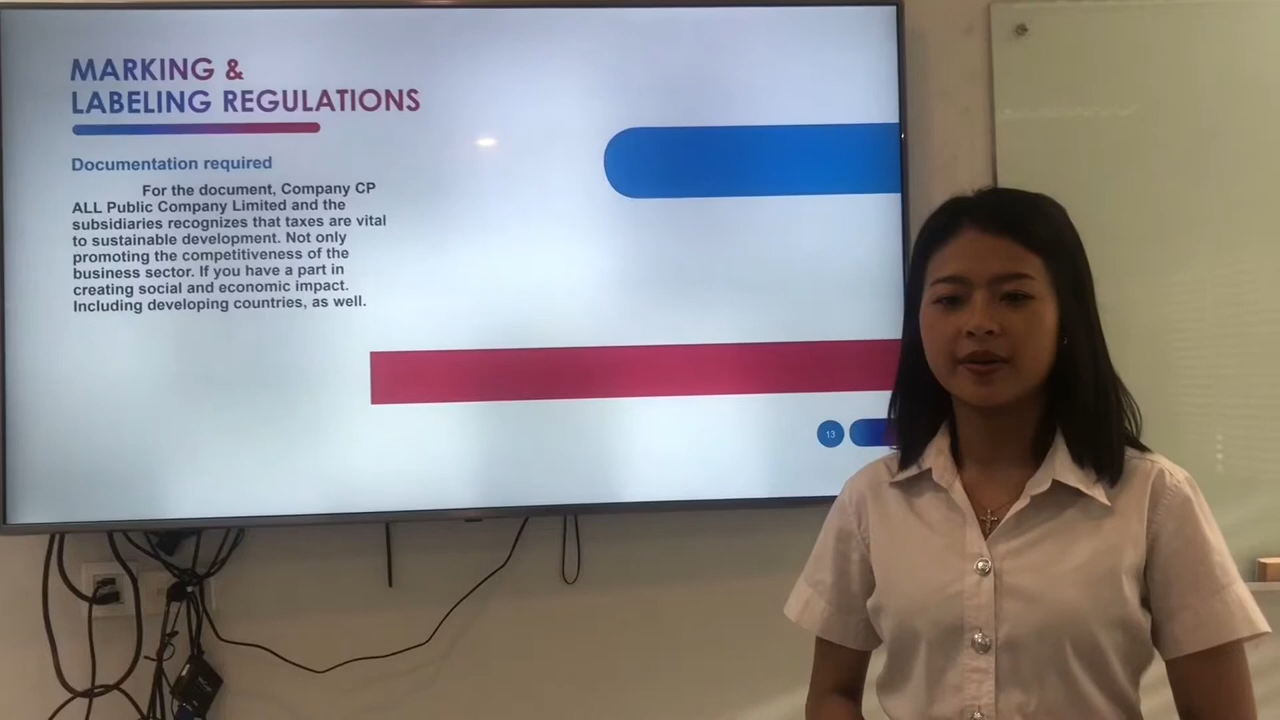 MARKING &
LABELING REGULATIONS
Documentation required
For the document, Company CP
ALL Public Company Limited and the
subsidiaries recognizes that taxes are vital
to sustainable development. Not only
promoting the competitiveness of the
business sector. If you have a part in
creating social and economic impact.
Including developing countries, as well.
13